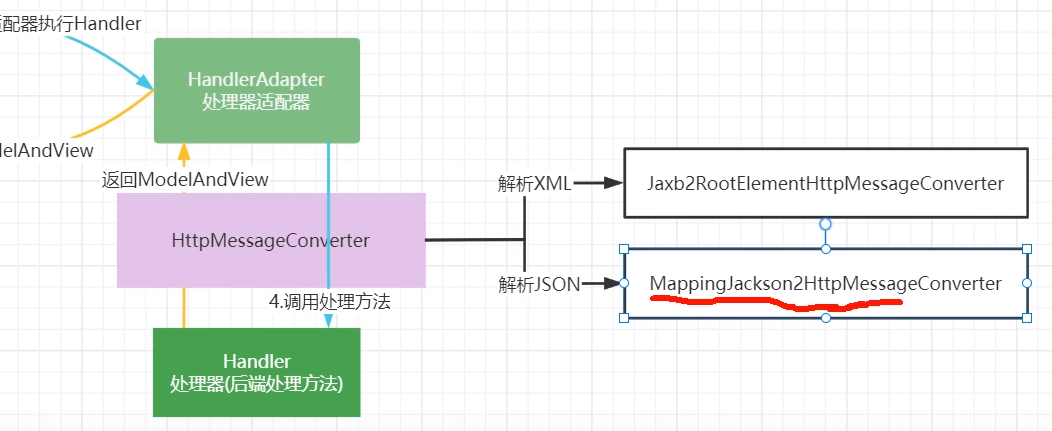 配器执行Handler
HandlerAdapter
处理器适配器
elAndView
返回ModelAndView
解析XML
Jaxb2RootElementHttpMessageConverter
HttpMessageConverter
解析JSON
MappingJackson2HttpMessageConverter
4.调用处理方法
Handler
处理器(后端处理方法)